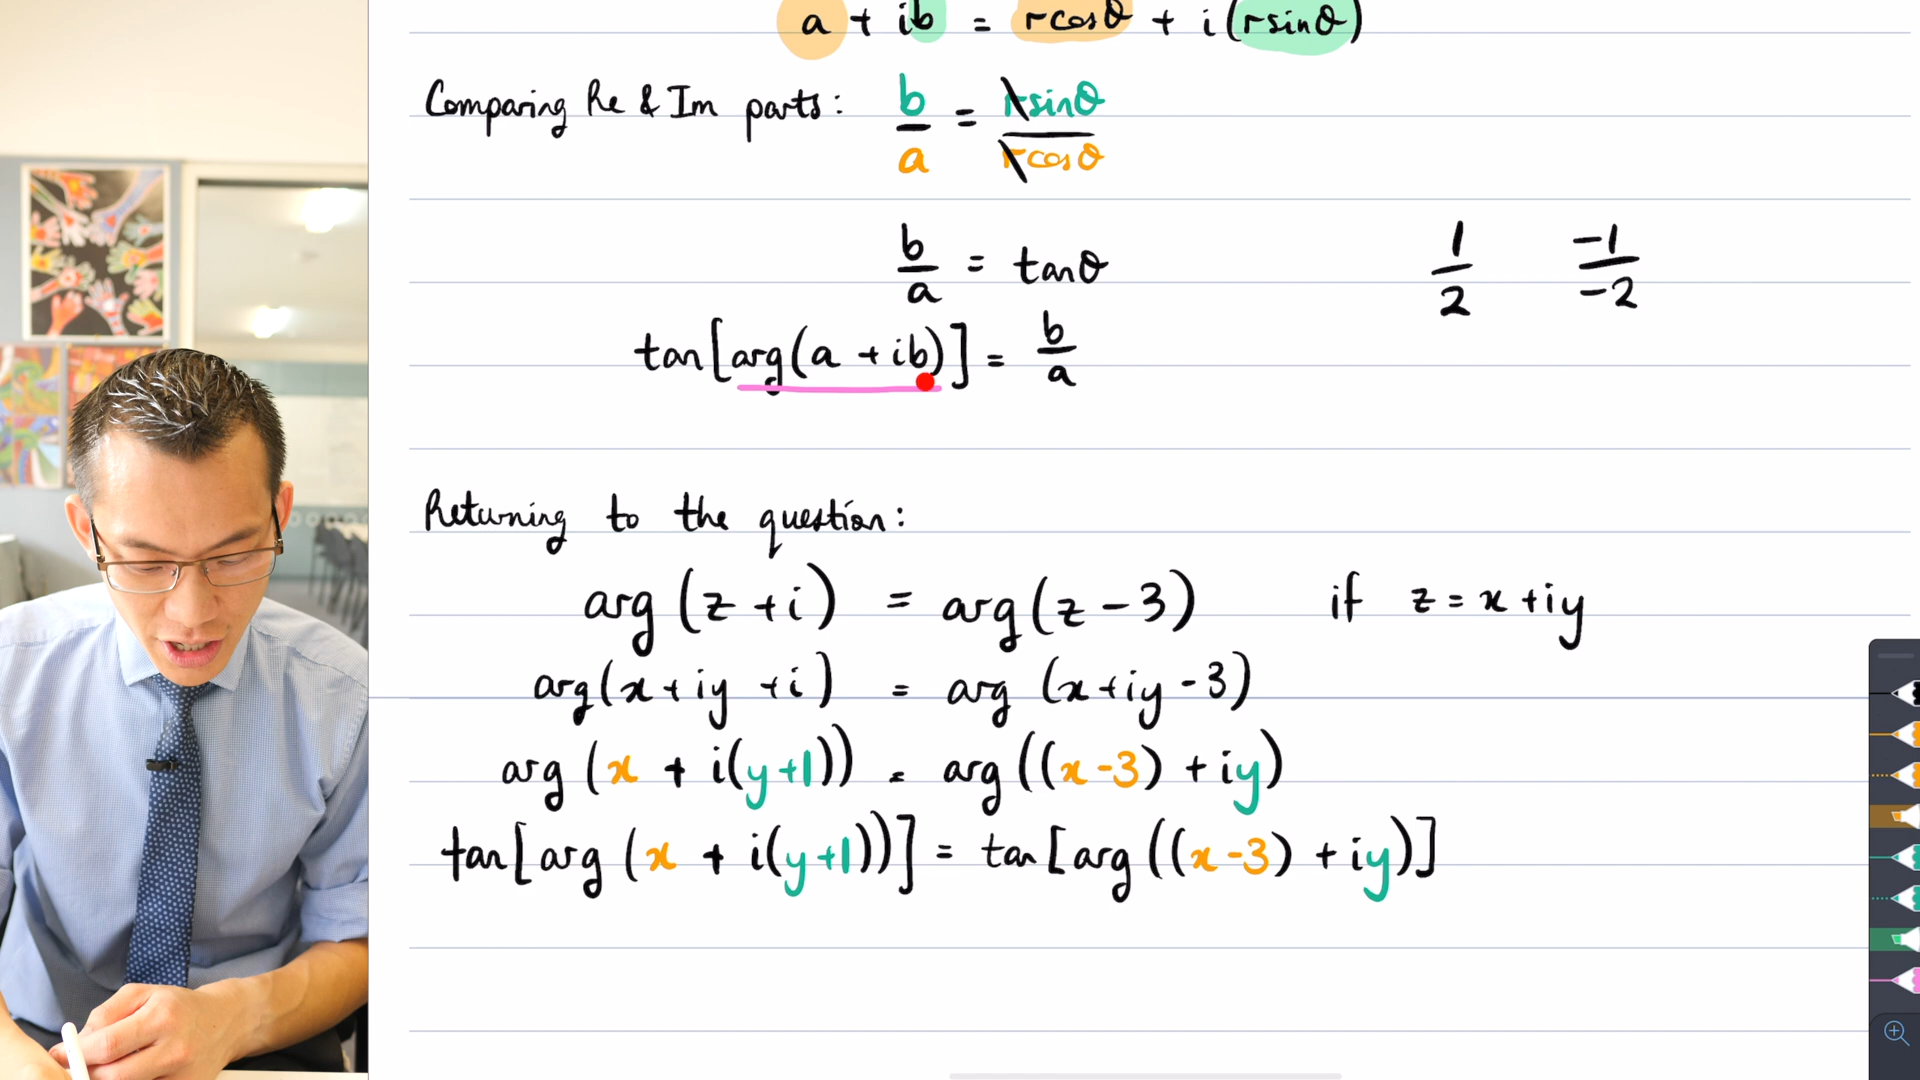 a + ib = rcosθ + i(rsinθ)
Comparing Re & Im parts: b/a = rsinθ/rcosθ
b/a = tanθ
1/2 -1/-2
tan[arg(a + ib)] = b/a
Returning to the question:
arg(z + i) = arg(z - 3) if z = x + iy
arg(x + iy + i) = arg(x + iy - 3)
arg(x + i(y+1)) = arg((x-3) + iy)
tan[arg(x + i(y+1))] = tan[arg((x-3) + iy)]